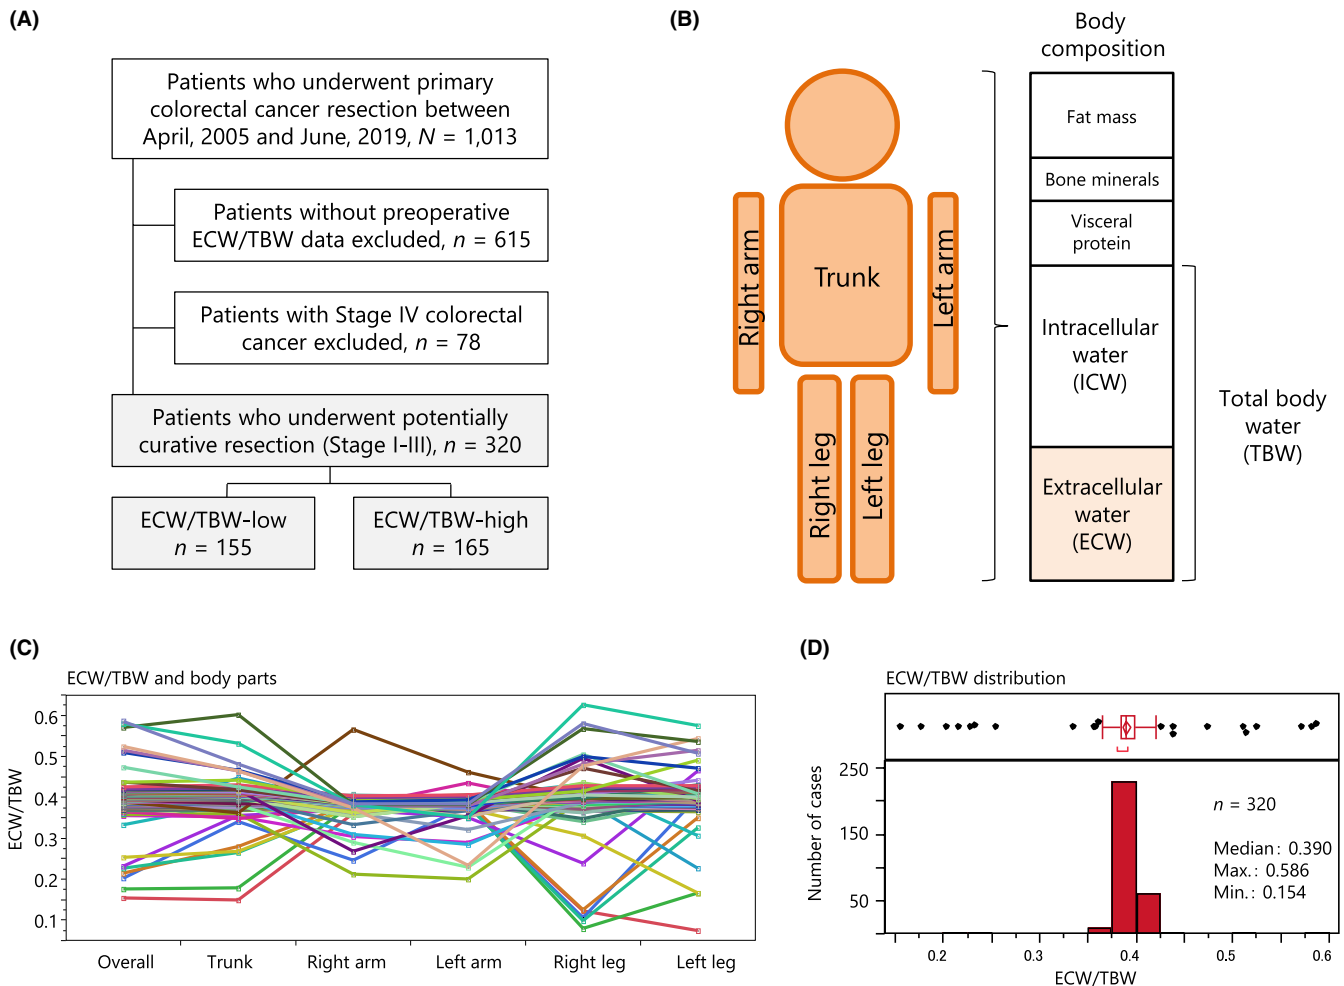 (A)
Patients who underwent primary
colorectal cancer resection between
April, 2005 and June, 2019, N = 1,013
Patients without preoperative
ECW/TBW data excluded, n = 615
Patients with Stage IV colorectal
cancer excluded, n = 78
Patients who underwent potentially
curative resection (Stage I-III), n = 320
ECW/TBW-low
n = 155
ECW/TBW-high
n = 165
(B)
Body
composition
Right arm
Trunk
Left arm
Right leg
Left leg
Fat mass
Bone minerals
Visceral
protein
Intracellular
water
(ICW)
Extracellular
water
(ECW)
Total body
water
(TBW)
(C)
ECW/TBW and body parts
ECW/TBW
0.6
0.5
0.4
0.3
0.2
0.1
Overall
Trunk
Right arm
Left arm
Right leg
Left leg
(D)
ECW/TBW distribution
Number of cases
250
150
50
n = 320
Median: 0.390
Max.: 0.586
Min.: 0.154
0.2
0.3
0.4
0.5
0.6
ECW/TBW